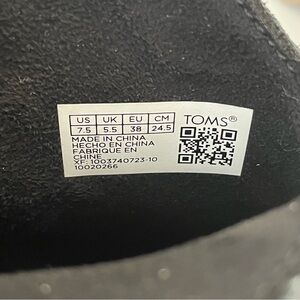 US UK EU CM TOMS®
7.5 5.5 38 24.5
MADE IN CHINA
HECHO EN CHINA
FABRIQUE EN
CHINE
XF: 1003740723-10
10020266